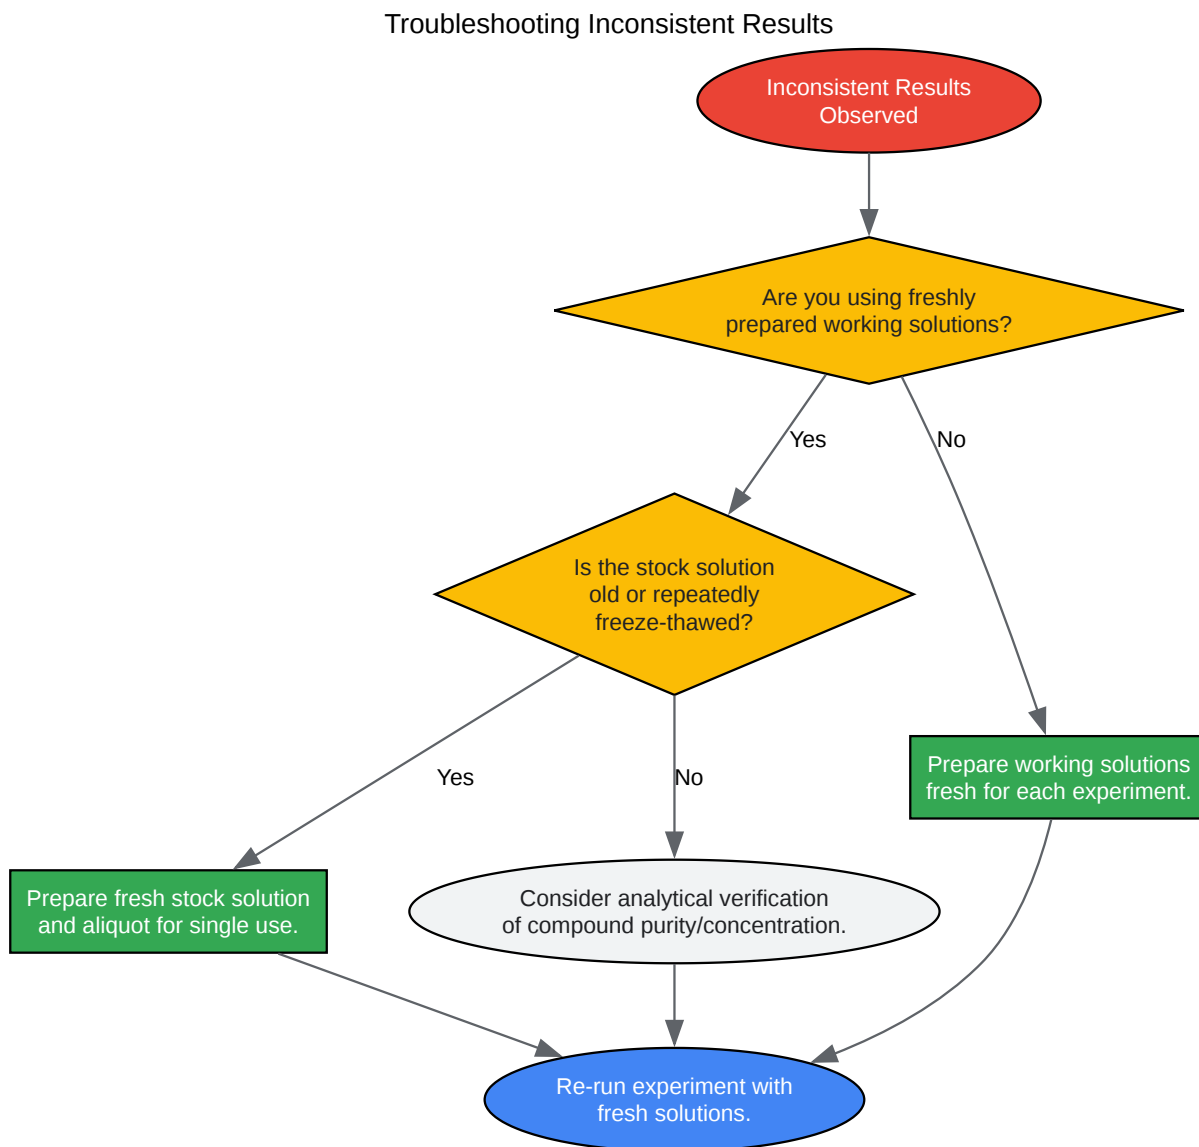 Troubleshooting Inconsistent Results
Inconsistent Results
Observed
Are you using freshly
prepared working solutions?
Yes
No
Is the stock solution
old or repeatedly
freeze-thawed?
Yes
No
Prepare working solutions
fresh for each experiment.
Prepare fresh stock solution
and aliquot for single use.
Consider analytical verification
of compound purity/concentration.
Re-run experiment with
fresh solutions.